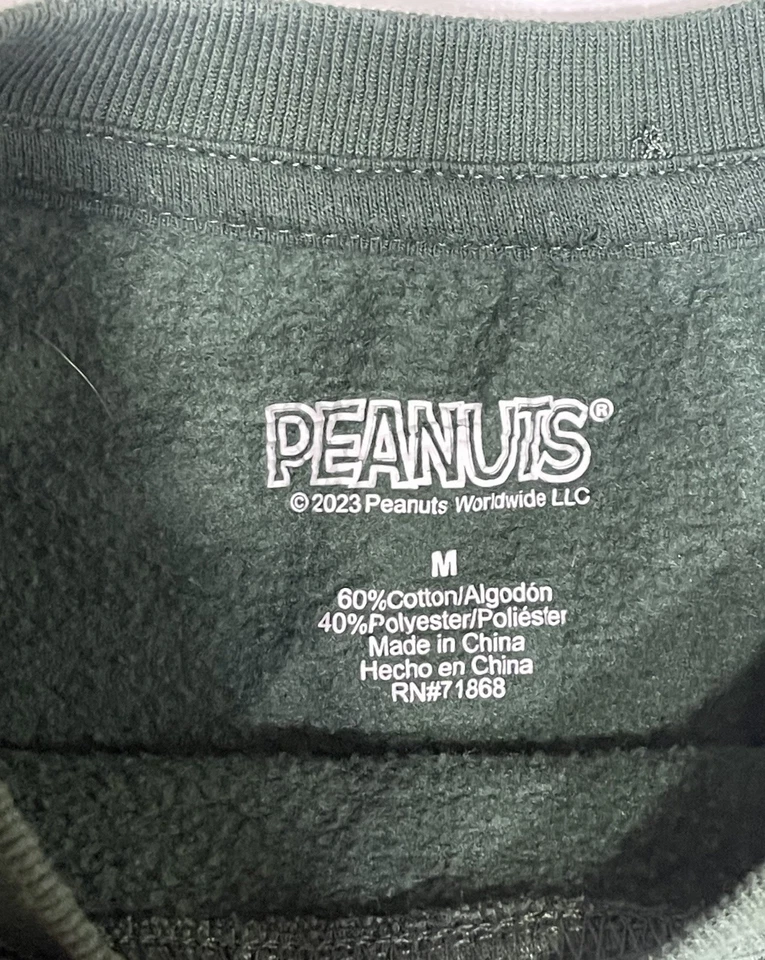 PEANUTS®
©2023 Peanuts Worldwide LLC
M
60%Cotton/Algodón
40%Polyester/Poliéster
Made in China
Hecho en China
RN#71868